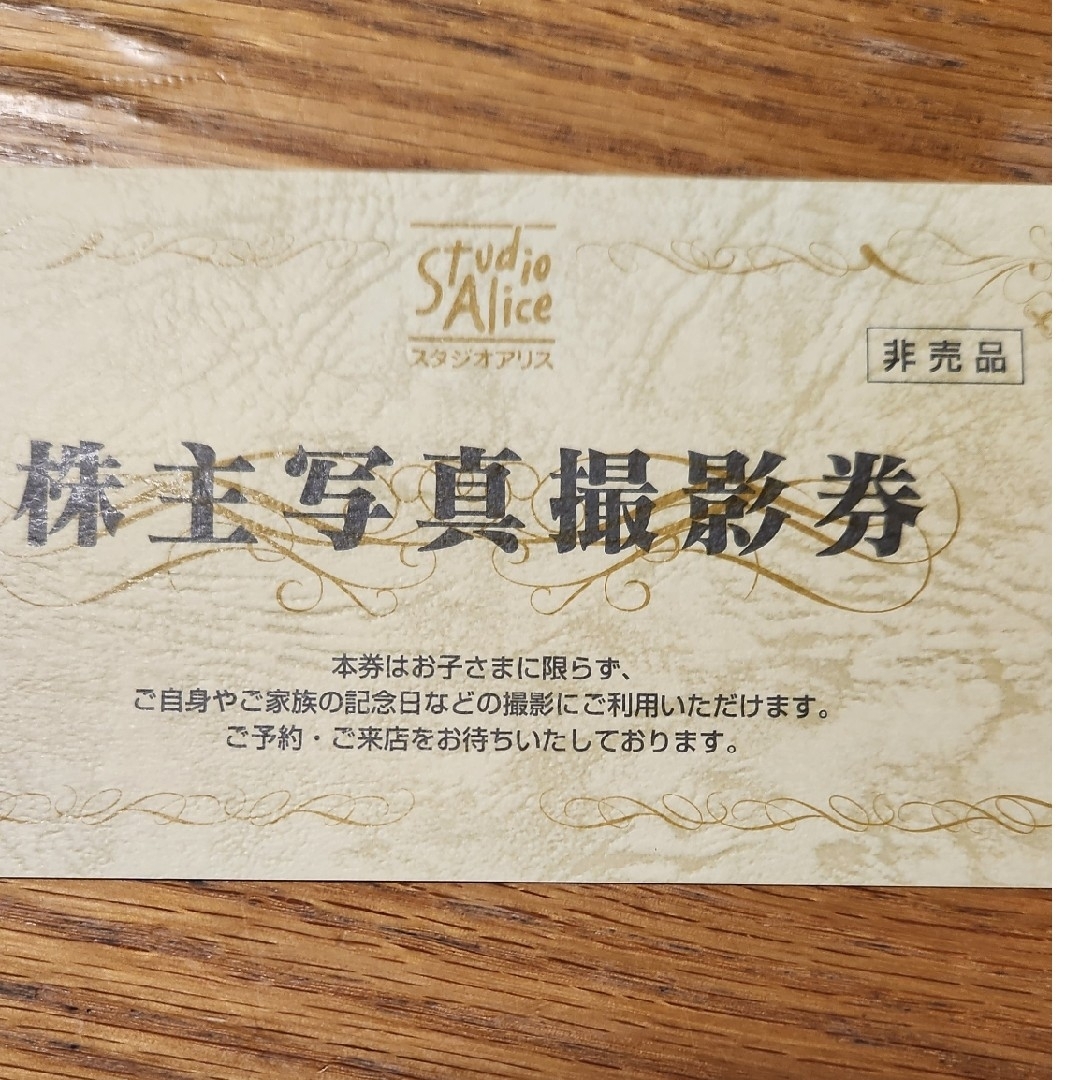 Studio
Alice
スタジオアリス
非売品
株主写真撮影券
本券はお子さまに限らず、
ご自身やご家族の記念日などの撮影にご利用いただけます。
ご予約・ご来店をお待ちいたしております。